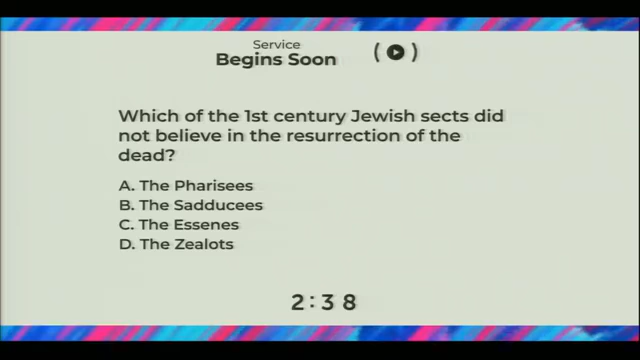 Service
Begins Soon
Which of the 1st century Jewish sects did
not believe in the resurrection of the
dead?
A. The Pharisees
B. The Sadducees
C. The Essenes
D. The Zealots
2:38